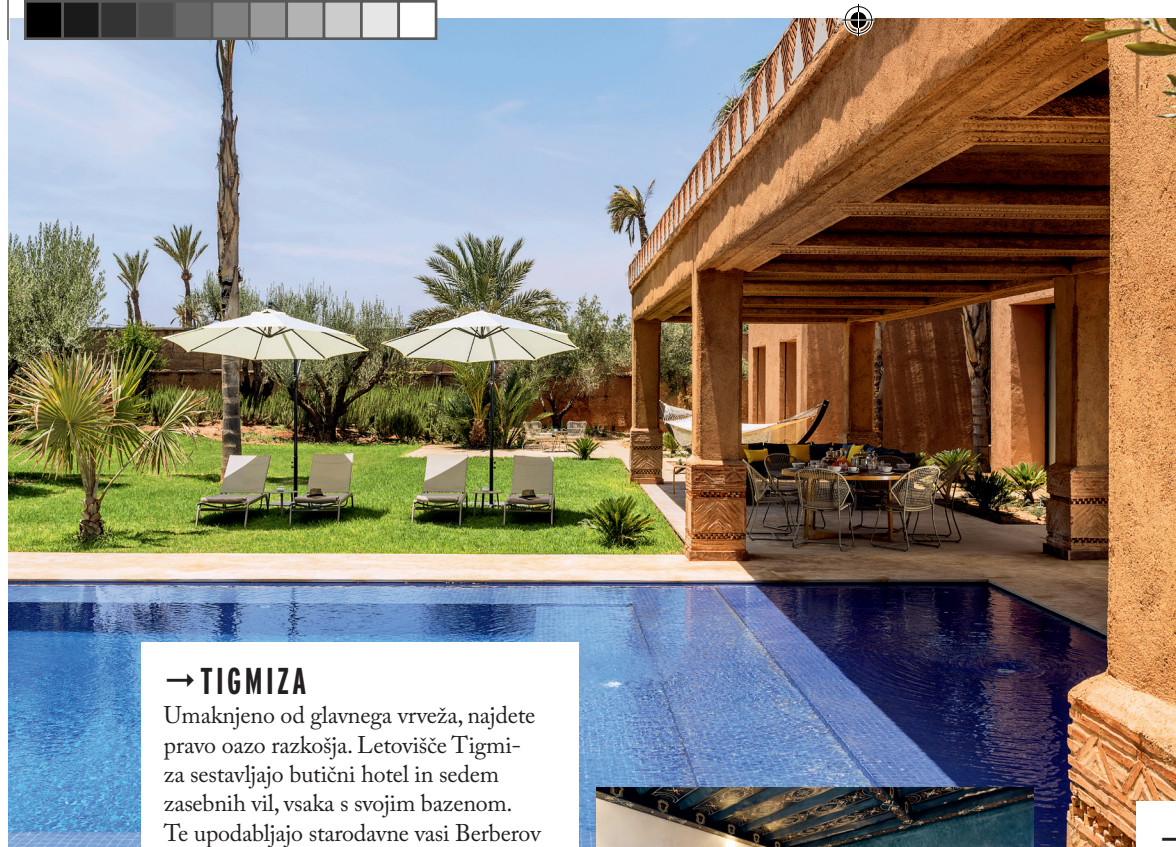 → TIGMIZA
Umaknjeno od glavnega vrveža, najdete
pravo oazo razkošja. Letovišče Tigmi-
za sestavljajo butični hotel in sedem
zasebnih vil, vsaka s svojim bazenom.
Te upodabljajo starodavne vasi Berberov